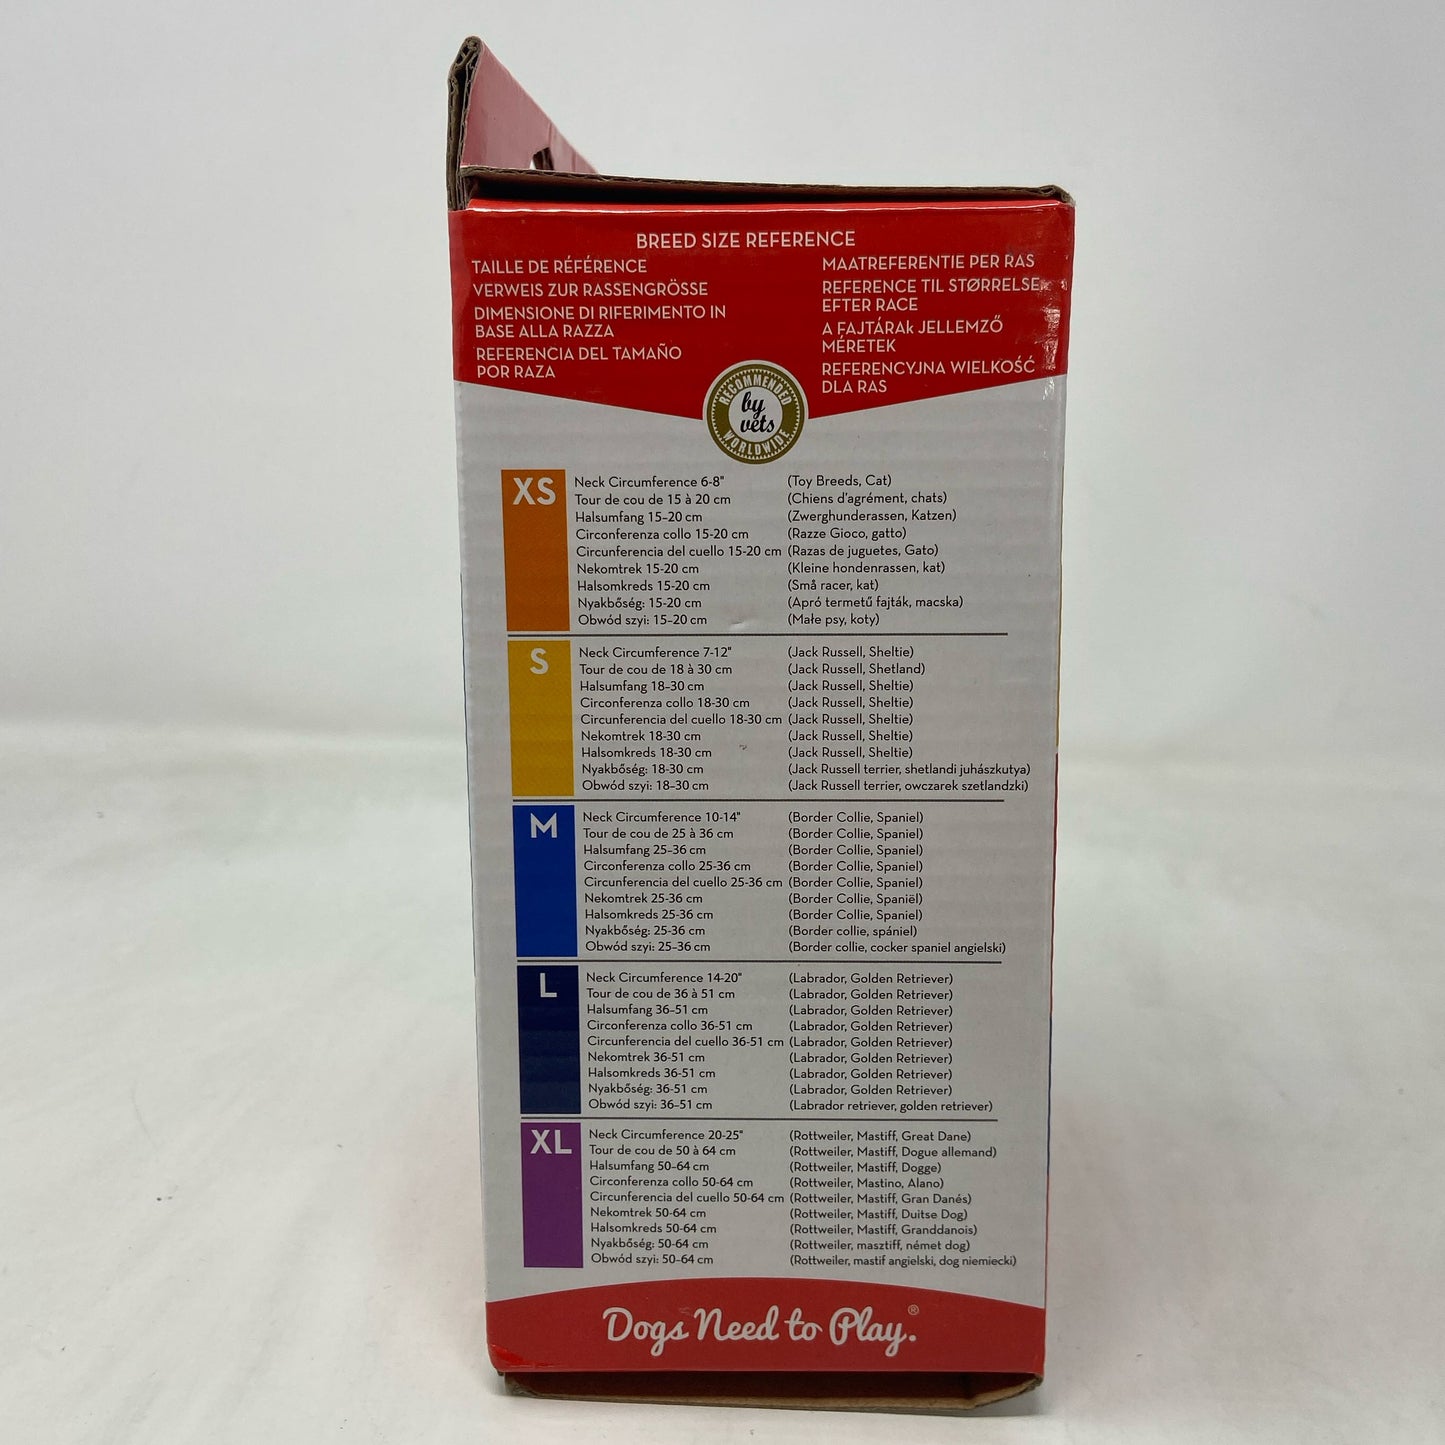 BREED SIZE REFERENCE
TAILLE DE RÉFÉRENCE
VERWEIS ZUR RASSENGRÖSSE
DIMENSIONE DI RIFERIMENTO IN
BASE ALLA RAZZA
REFERENCIA DEL TAMAÑO
POR RAZA
MAATREFERENTIE PER RAS
REFERENCE TIL STØRRELSE
EFTER RACE
A FAJTÁRAk JELLEMZŐ
MÉRETEK
REFERENCYJNA WIELKOŚĆ
DLA RAS
RECOMMENDED
by
vets
WORLDWIDE
XS
Neck Circumference 6-8" (Toy Breeds, Cat)
Tour de cou de 15 à 20 cm (Chiens d'agrément, chats)
Halsumfang 15-20 cm (Zwerghunderassen, Katzen)
Circonferenza collo 15-20 cm (Razze Gioco, gatto)
Circunferencia del cuello 15-20 cm (Razas de juguetes, Gato)
Nekomtrek 15-20 cm (Kleine hondenrassen, kat)
Halsomkreds 15-20 cm (Små racer, kat)
Nyakbőség: 15-20 cm (Apró termetű fajták, macska)
Obwód szyi: 15-20 cm (Małe psy, koty)
S
Neck Circumference 7-12" (Jack Russell, Sheltie)
Tour de cou de 18 à 30 cm (Jack Russell, Shetland)
Halsumfang 18-30 cm (Jack Russell, Sheltie)
Circonferenza collo 18-30 cm (Jack Russell, Sheltie)
Circunferencia del cuello 18-30 cm (Jack Russell, Sheltie)
Nekomtrek 18-30 cm (Jack Russell, Sheltie)
Halsomkreds 18-30 cm (Jack Russell, Sheltie)
Nyakbőség: 18-30 cm (Jack Russell terrier, shetlandi juhászkutya)
Obwód szyi: 18-30 cm (Jack Russell terrier, owczarek szetlandzki)
M
Neck Circumference 10-14" (Border Collie, Spaniel)
Tour de cou de 25 à 36 cm (Border Collie, Spaniel)
Halsumfang 25-36 cm (Border Collie, Spaniel)
Circonferenza collo 25-36 cm (Border Collie, Spaniel)
Circunferencia del cuello 25-36 cm (Border Collie, Spaniel)
Nekomtrek 25-36 cm (Border Collie, Spaniël)
Halsomkreds 25-36 cm (Border Collie, Spaniel)
Nyakbőség: 25-36 cm (Border collie, spániel)
Obwód szyi: 25-36 cm (Border collie, cocker spaniel angielski)
L
Neck Circumference 14-20" (Labrador, Golden Retriever)
Tour de cou de 36 à 51 cm (Labrador, Golden Retriever)
Halsumfang 36-51 cm (Labrador, Golden Retriever)
Circonferenza collo 36-51 cm (Labrador, Golden Retriever)
Circunferencia del cuello 36-51 cm (Labrador, Golden Retriever)
Nekomtrek 36-51 cm (Labrador, Golden Retriever)
Halsomkreds 36-51 cm (Labrador, Golden Retriever)
Nyakbőség: 36-51 cm (Labrador, Golden Retriever)
Obwód szyi: 36-51 cm (Labrador retriever, golden retriever)
XL
Neck Circumference 20-25" (Rottweiler, Mastiff, Great Dane)
Tour de cou de 50 à 64 cm (Rottweiler, Mastiff, Dogue allemand)
Halsumfang 50-64 cm (Rottweiler, Mastiff, Dogge)
Circonferenza collo 50-64 cm (Rottweiler, Mastino, Alano)
Circunferencia del cuello 50-64 cm (Rottweiler, Mastiff, Gran Danés)
Nekomtrek 50-64 cm (Rottweiler, Mastiff, Duitse Dog)
Halsomkreds 50-64 cm (Rottweiler, Mastiff, Granddanois)
Nyakbőség: 50-64 cm (Rottweiler, masztiff, német dog)
Obwód szyi: 50-64 cm (Rottweiler, mastif angielski, dog niemiecki)
Dogs Need to Play.®